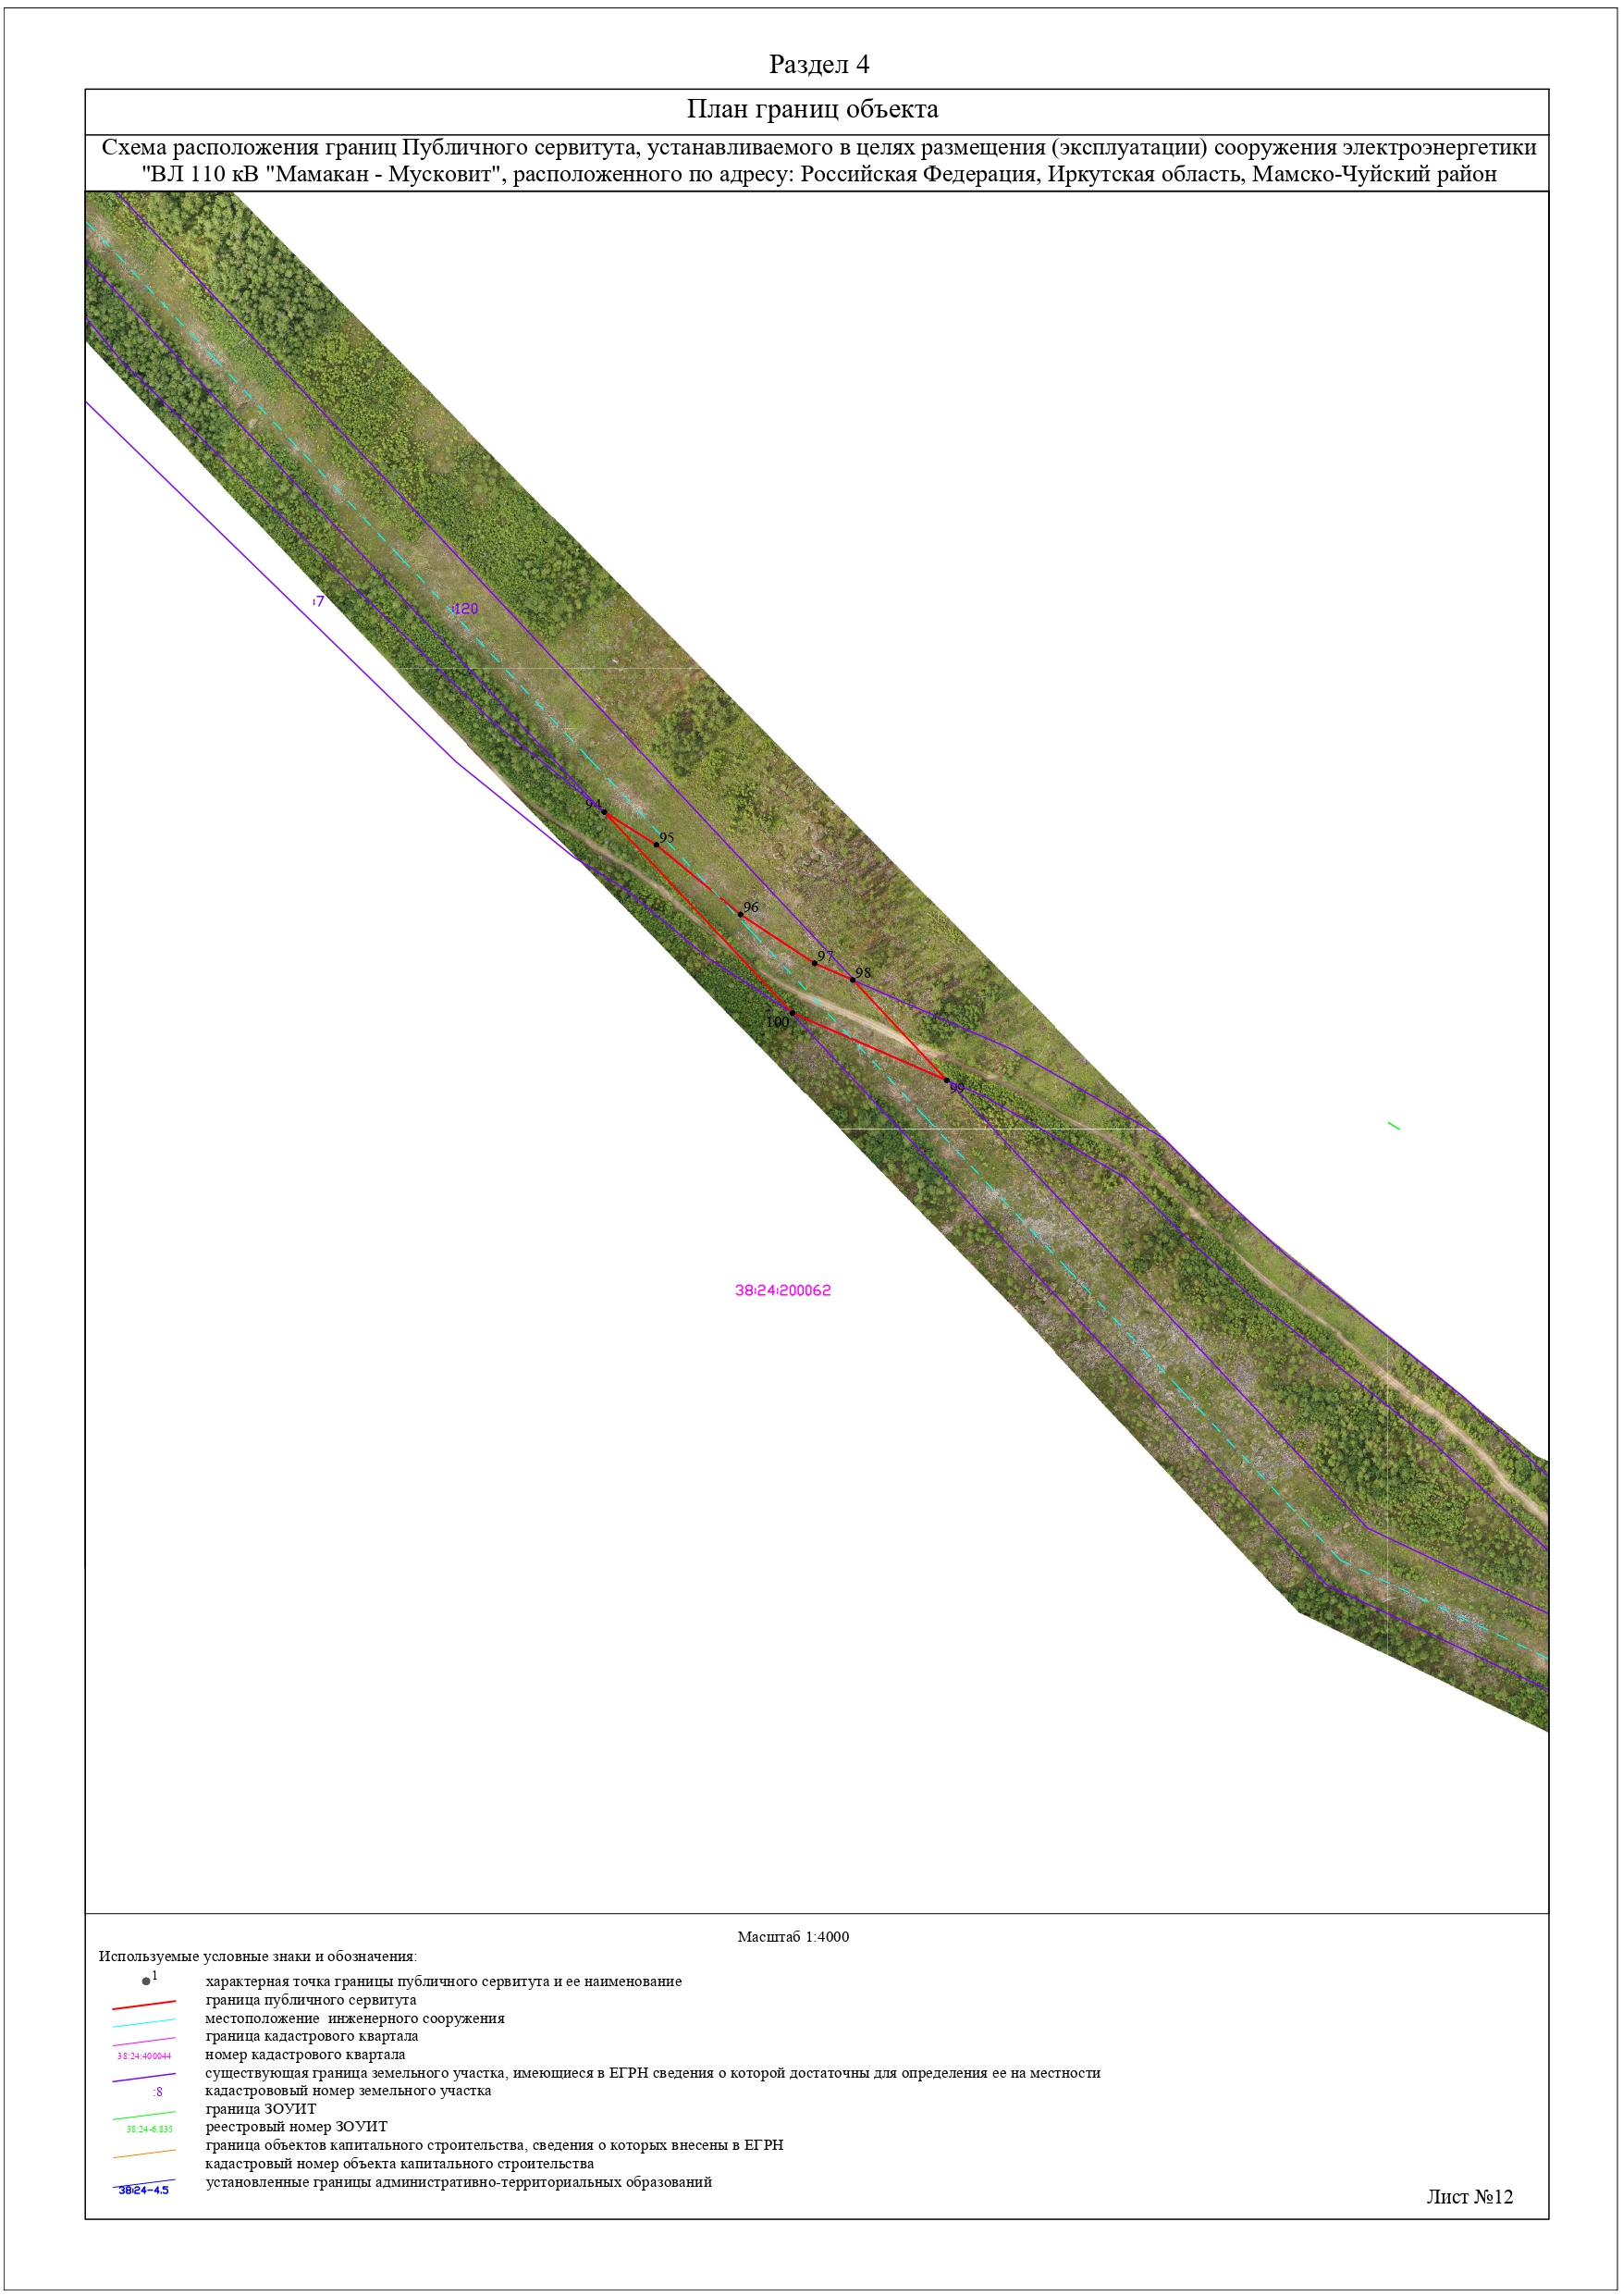 Раздел 4
План границ объекта
Схема расположения границ Публичного сервитута, устанавливаемого в целях размещения (эксплуатации) сооружения электроэнергетики
"ВЛ 110 кВ "Мамакан - Мусковит", расположенного по адресу: Российская Федерация, Иркутская область, Мамско-Чуйский район
:7
:120
94
95
96
97
98
100
99
38:24:200062
Масштаб 1:4000
Используемые условные знаки и обозначения:
1 характерная точка границы публичного сервитута и ее наименование
граница публичного сервитута
местоположение инженерного сооружения
граница кадастрового квартала
38:24:400044 номер кадастрового квартала
существующая граница земельного участка, имеющиеся в ЕГРН сведения о которой достаточны для определения ее на местности
:8 кадастрововый номер земельного участка
граница ЗОУИТ
38:24-6.835 реестровый номер ЗОУИТ
граница объектов капитального строительства, сведения о которых внесены в ЕГРН
кадастровый номер объекта капитального строительства
38:24-4.5 установленные границы административно-территориальных образований
Лист №12